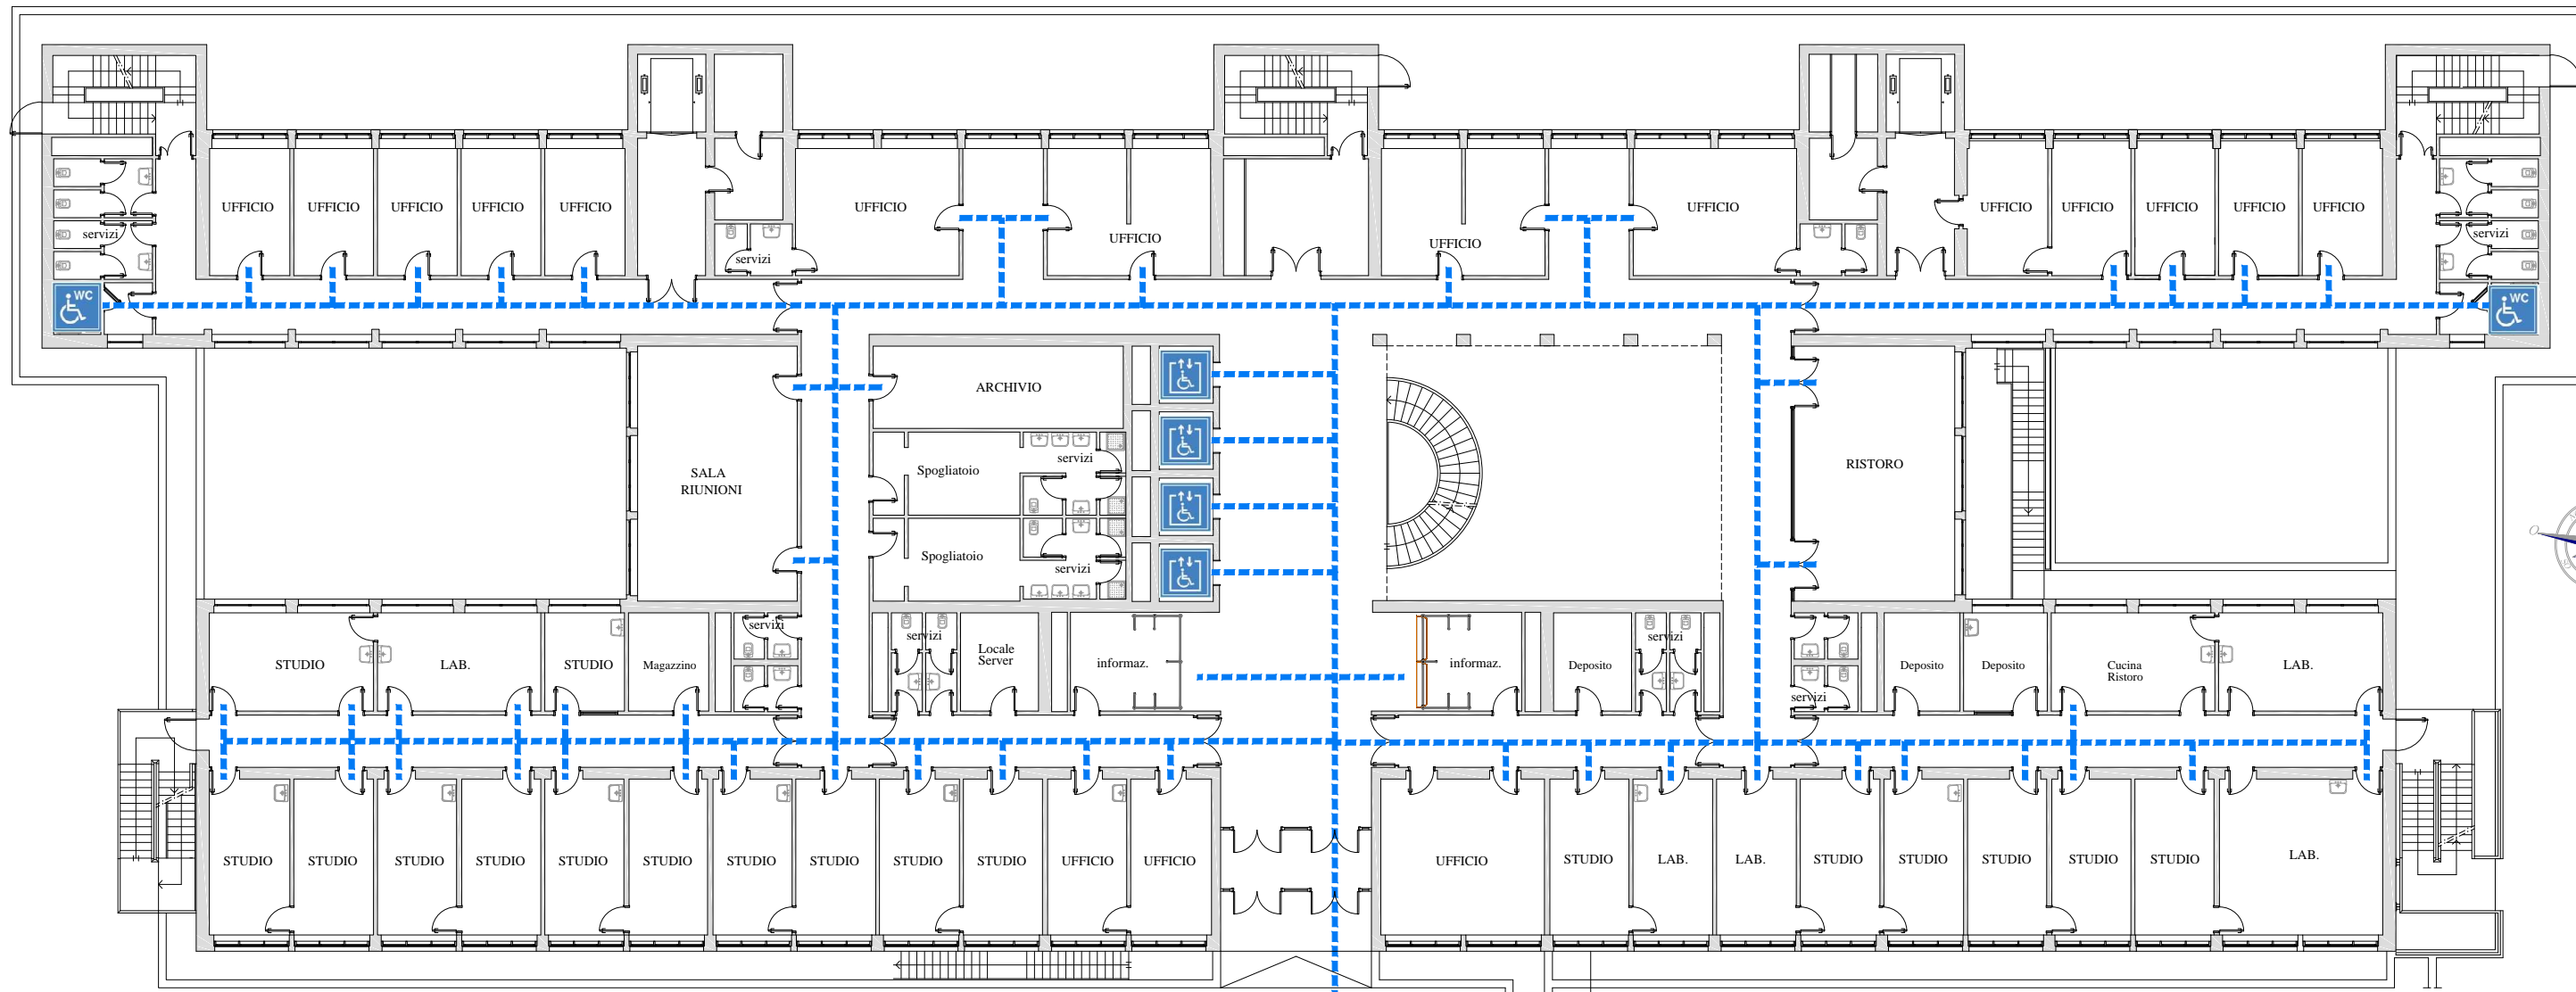 UFFICIO UFFICIO UFFICIO UFFICIO UFFICIO UFFICIO UFFICIO UFFICIO UFFICIO UFFICIO UFFICIO
servizi UFFICIO UFFICIO servizi
servizi
WC WC
ARCHIVIO
servizi
SALA Spogliatoio RISTORO
RIUNIONI
Spogliatoio
servizi
servizi servizi servizi
STUDIO LAB. STUDIO Magazzino Locale informaz. informaz. Deposito Deposito Deposito Cucina LAB.
Server Ristoro
servizi
STUDIO STUDIO STUDIO STUDIO STUDIO STUDIO STUDIO STUDIO STUDIO STUDIO UFFICIO UFFICIO UFFICIO STUDIO LAB. LAB. STUDIO STUDIO STUDIO STUDIO STUDIO LAB.
O